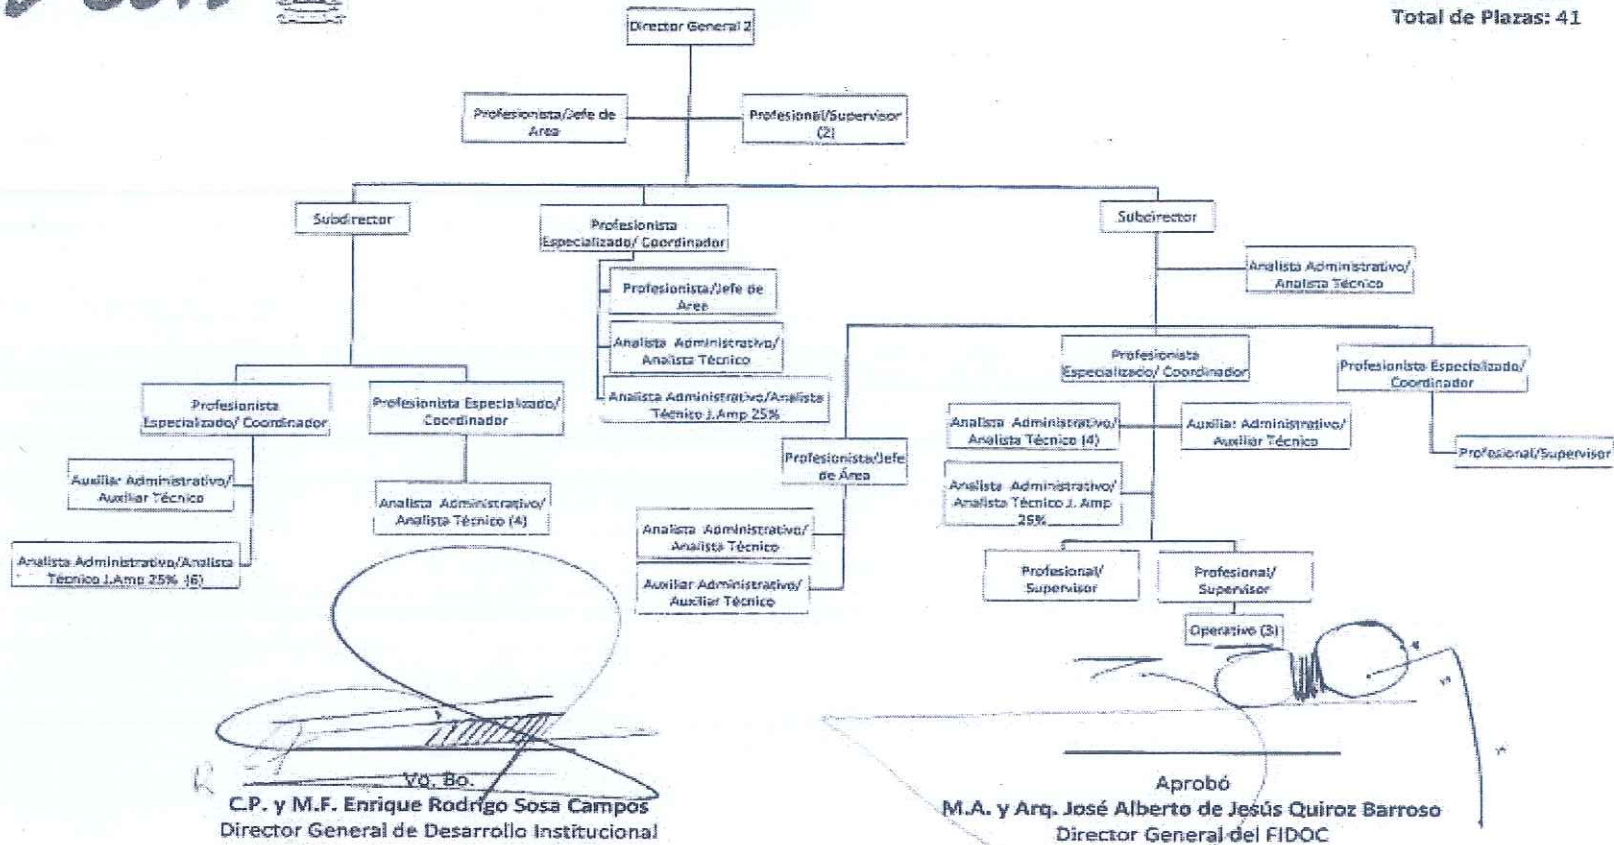 Total de Plazas: 41
Director General 2
Profesionista/Jefe de
Area
Profesional/Supervisor
(2)
Subdirector
Profesionista
Especializado/ Coordinador
Subdirector
Analista Administrativo/
Analista Técnico
Profesionista/Jefe de
Area
Analista Administrativo/
Analista Técnico
Analista Administrativo/Analista
Técnico J.Amp 25%
Profesionista
Especializado/ Coordinador
Profesionista Especializado/
Coordinador
Auxiliar Administrativo/
Auxiliar Técnico
Analista Administrativo/Analista
Técnico J.Amp 25% (6)
Analista Administrativo/
Analista Técnico (4)
Profesionista/Jefe
de Área
Analista Administrativo/
Analista Técnico
Auxiliar Administrativo/
Auxiliar Técnico
Profesionista
Especializado/ Coordinador
Analista Administrativo/
Analista Técnico (4)
Auxiliar Administrativo/
Auxiliar Técnico
Analista Administrativo/
Analista Técnico J. Amp
25%
Profesional/
Supervisor
Profesional/
Supervisor
Operativo (3)
Profesionista Especializado/
Coordinador
Profesional/Supervisor
Vo. Bo.
C.P. y M.F. Enrique Rodrigo Sosa Campos
Director General de Desarrollo Institucional
Aprobó
M.A. y Arq. José Alberto de Jesús Quiroz Barroso
Director General del FIDOC